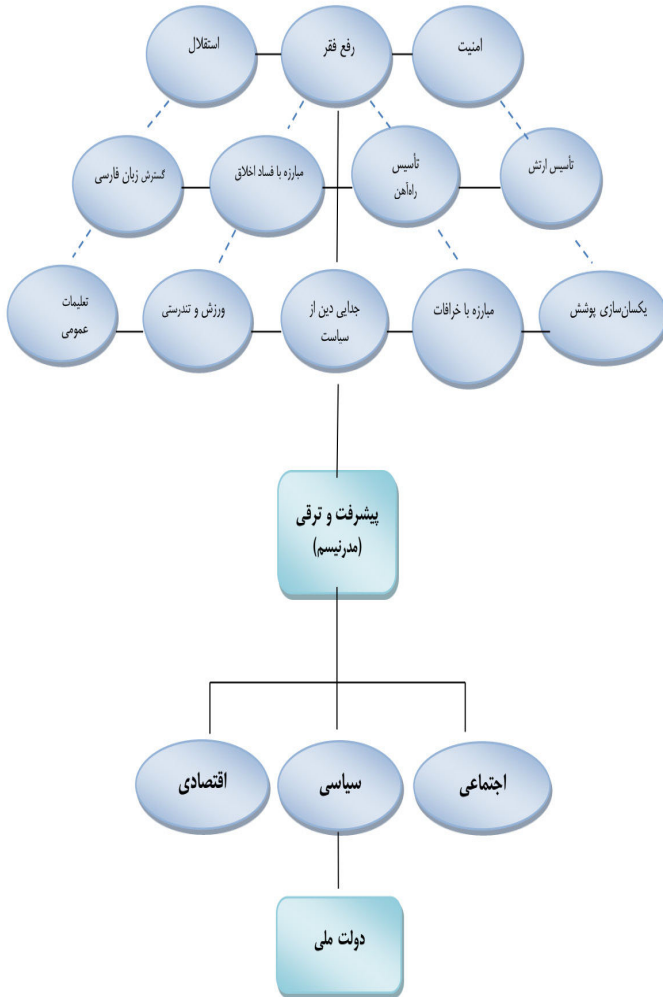 امنیت
رفع فقر
استقلال
تأسیس ارتش
تأسیس
راه‌آهن
مبارزه با فساد اخلاق
گسترش زبان فارسی
یکسان‌سازی پوشش
مبارزه با خرافات
جدایی دین از
سیاست
ورزش و تندرستی
تعلیمات
عمومی
پیشرفت و ترقی
(مدرنیسم)
اجتماعی
سیاسی
اقتصادی
دولت ملی